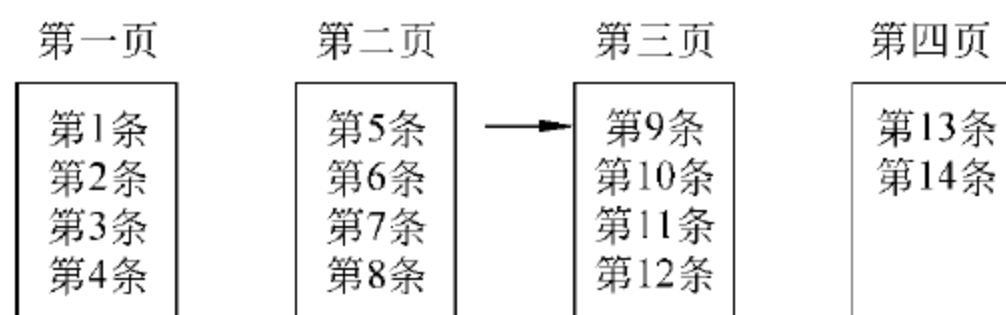 第一页
第1条
第2条
第3条
第4条
第二页
第5条
第6条
第7条
第8条
第三页
第9条
第10条
第11条
第12条
第四页
第13条
第14条